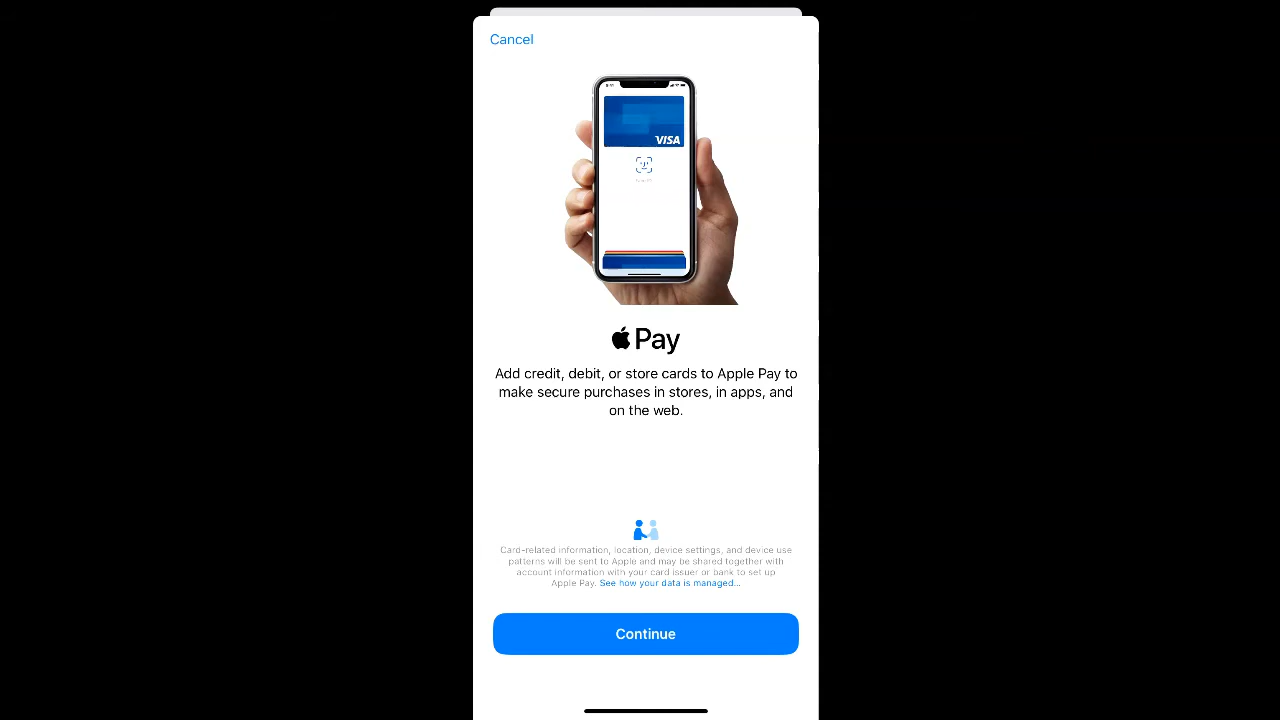 Cancel
VISA
Pay
Add credit, debit, or store cards to Apple Pay to
make secure purchases in stores, in apps, and
on the web.
Card-related information, location, device settings, and device use
patterns will be sent to Apple and may be shared together with
account information with your card issuer or bank to set up
Apple Pay. See how your data is managed...
Continue